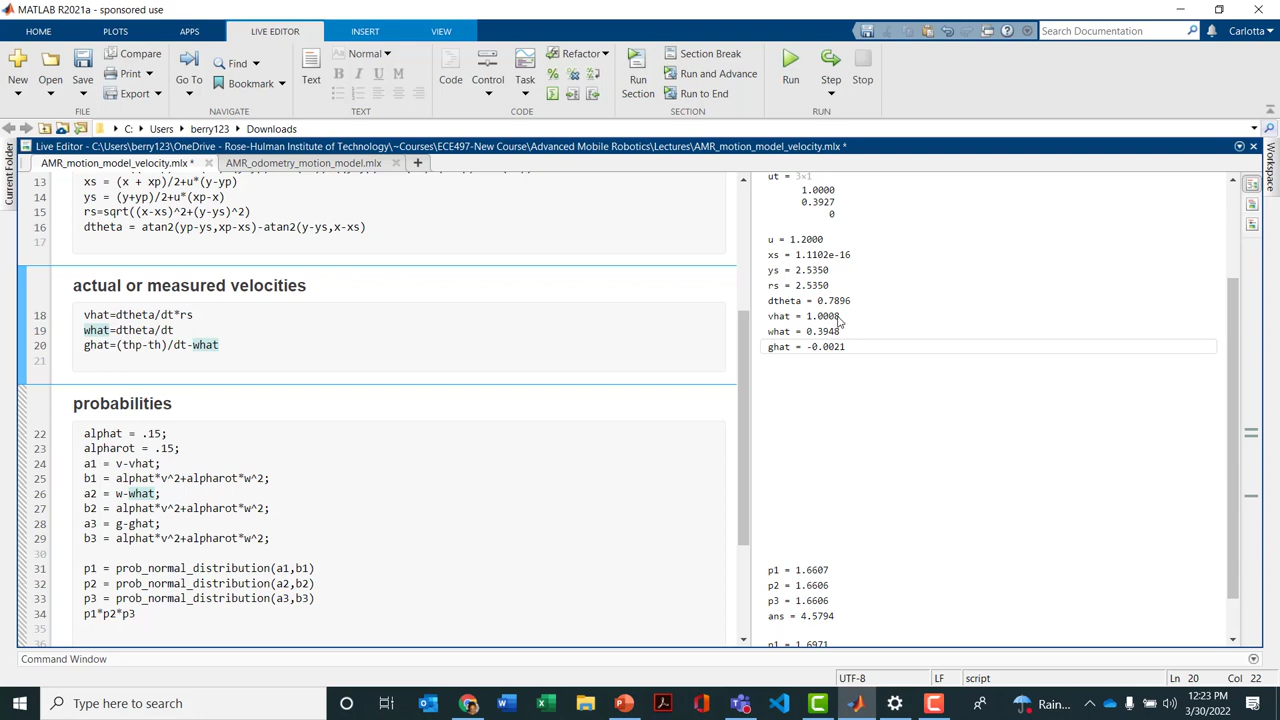 MATLAB R2021a - sponsored use
HOME PLOTS APPS LIVE EDITOR INSERT VIEW
Search Documentation Carlotta
New Open Save Compare Print Export
Go To Find Bookmark
Text Normal B I U M
Code Control Task Refactor
Run Section Section Break Run and Advance Run to End
Run Step Stop
FILE NAVIGATE TEXT CODE SECTION RUN
C: Users berry123 Downloads
Live Editor - C:\Users\berry123\OneDrive - Rose-Hulman Institute of Technology\~Courses\ECE497-New Course\Advanced Mobile Robotics\Lectures\AMR_motion_model_velocity.mlx *
AMR_motion_model_velocity.mlx * AMR_odometry_motion_model.mlx
Current Folder
Workspace
13 xs = (x + xp)/2+u*(y-yp)
14 ys = (y+yp)/2+u*(xp-x)
15 rs=sqrt((x-xs)^2+(y-ys)^2)
16 dtheta = atan2(yp-ys,xp-xs)-atan2(y-ys,x-xs)
17
actual or measured velocities
18 vhat=dtheta/dt*rs
19 what=dtheta/dt
20 ghat=(thp-th)/dt-what
21
probabilities
22 alphat = .15;
23 alpharot = .15;
24 a1 = v-vhat;
25 b1 = alphat*v^2+alpharot*w^2;
26 a2 = w-what;
27 b2 = alphat*v^2+alpharot*w^2;
28 a3 = g-ghat;
29 b3 = alphat*v^2+alpharot*w^2;
30
31 p1 = prob_normal_distribution(a1,b1)
32 p2 = prob_normal_distribution(a2,b2)
33 p3 = prob_normal_distribution(a3,b3)
34 p1*p2*p3
35
36
ut = 3×1
1.0000
0.3927
0
u = 1.2000
xs = 1.1102e-16
ys = 2.5350
rs = 2.5350
dtheta = 0.7896
vhat = 1.0008
what = 0.3948
ghat = -0.0021
p1 = 1.6607
p2 = 1.6606
p3 = 1.6606
ans = 4.5794
p1 = 1.6971
Command Window
UTF-8 LF script Ln 20 Col 22
Type here to search
Rain...
12:23 PM
3/30/2022